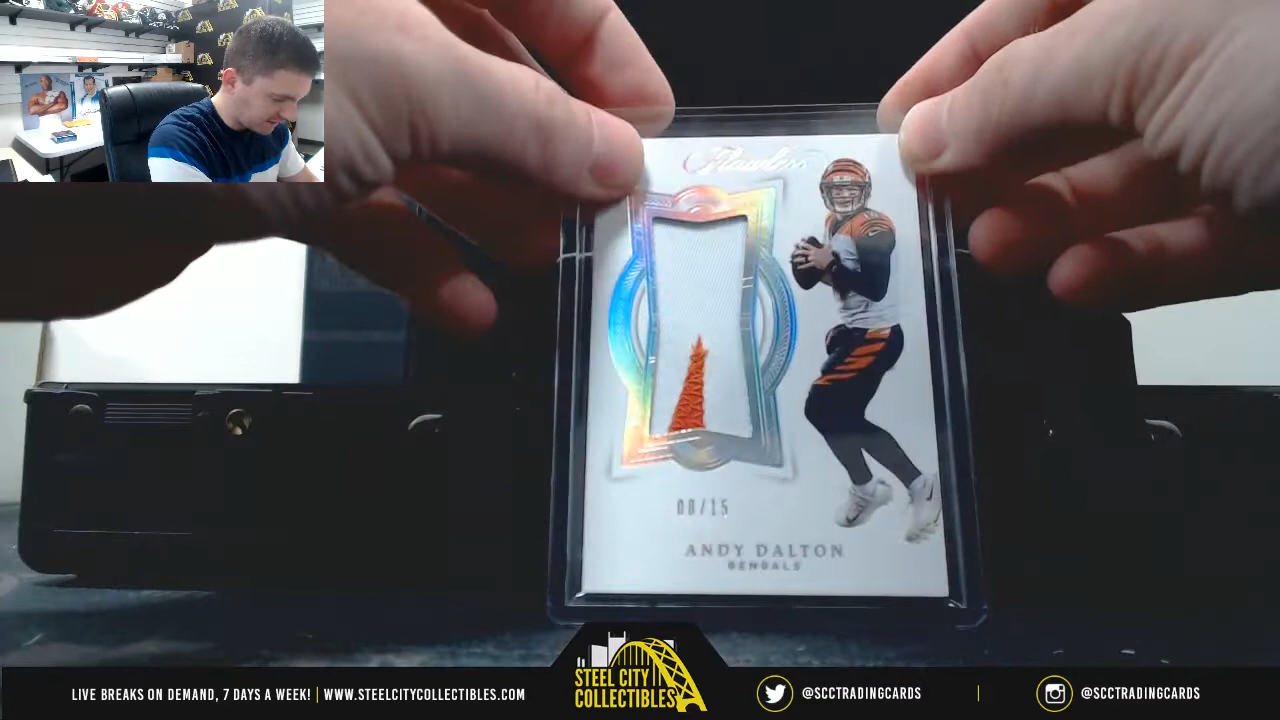 Flawless
08/15
ANDY DALTON
BENGALS
LIVE BREAKS ON DEMAND, 7 DAYS A WEEK! | WWW.STEELCITYCOLLECTIBLES.COM
STEEL CITY
COLLECTIBLES
@SCCTRADINGCARDS
@SCCTRADINGCARDS